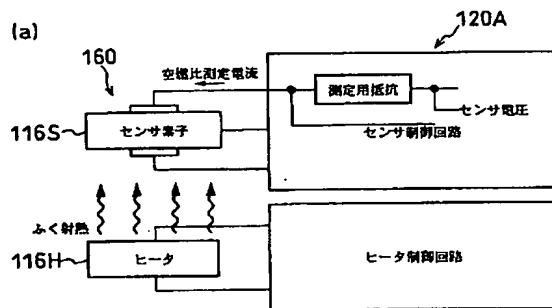 (a)
120A
160
空燃比測定電流
測定用抵抗
センサ電圧
116S
センサ素子
センサ制御回路
ふく射熱
116H
ヒータ
ヒータ制御回路